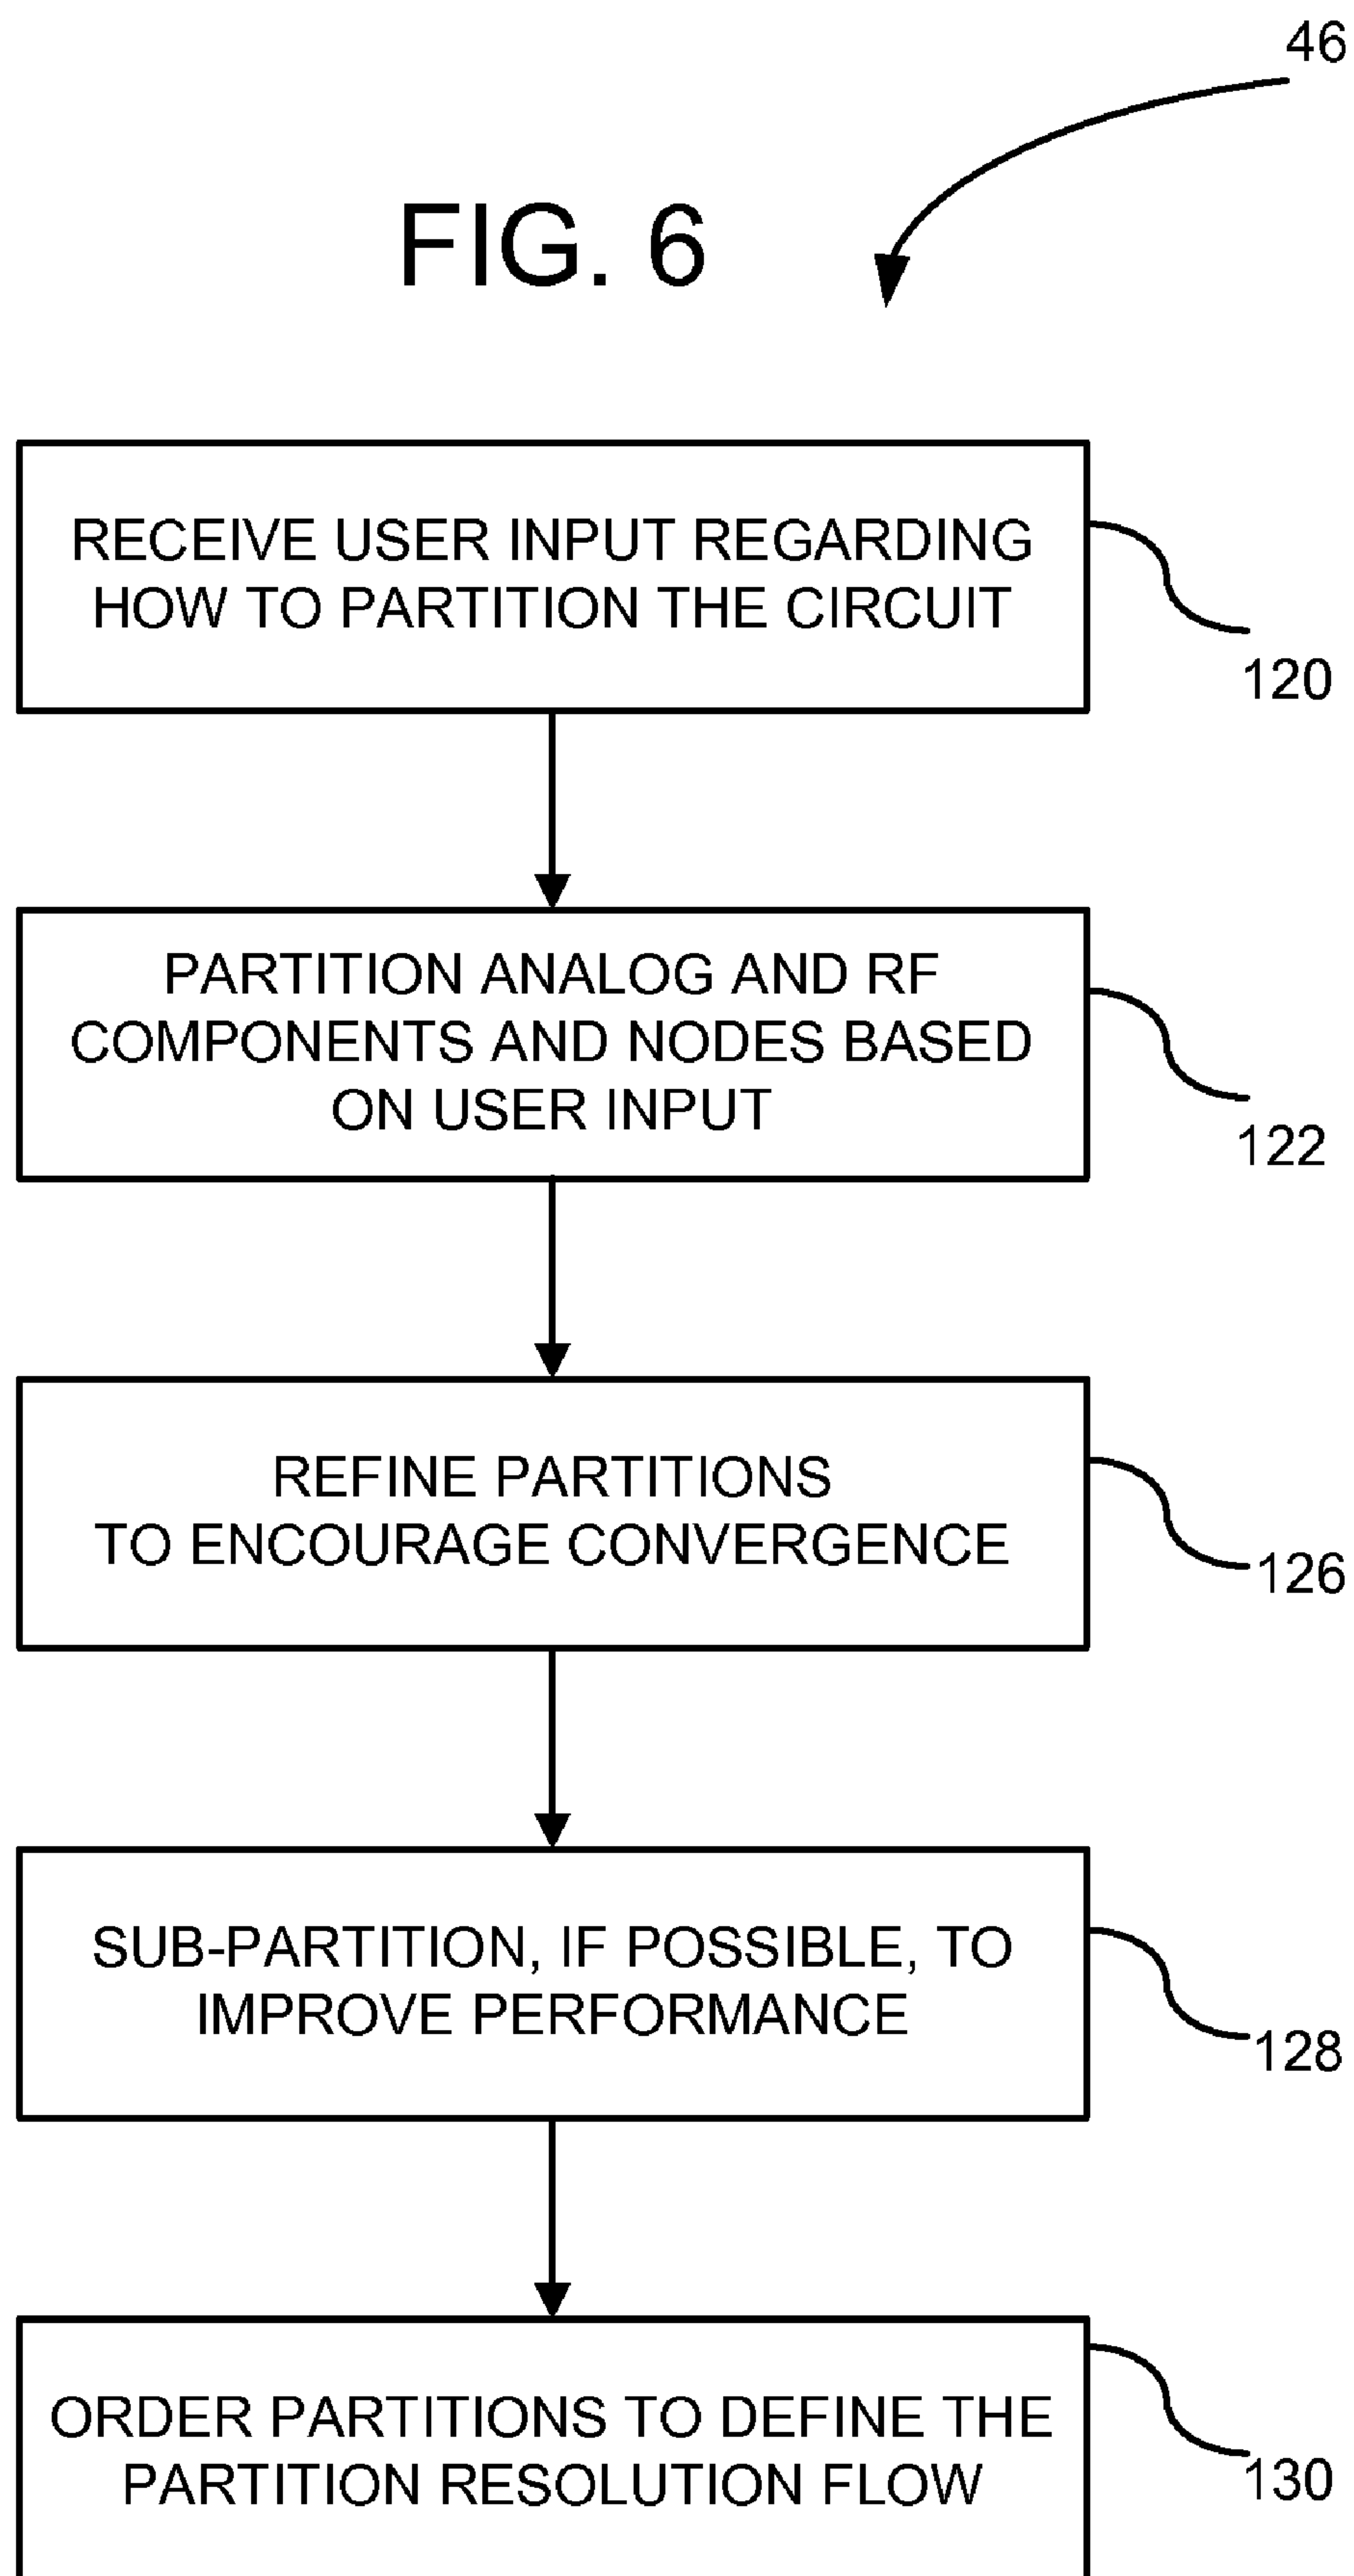 46
FIG. 6
RECEIVE USER INPUT REGARDING
HOW TO PARTITION THE CIRCUIT
120
PARTITION ANALOG AND RF
COMPONENTS AND NODES BASED
ON USER INPUT
122
REFINE PARTITIONS
TO ENCOURAGE CONVERGENCE
126
SUB-PARTITION, IF POSSIBLE, TO
IMPROVE PERFORMANCE
128
ORDER PARTITIONS TO DEFINE THE
PARTITION RESOLUTION FLOW
130